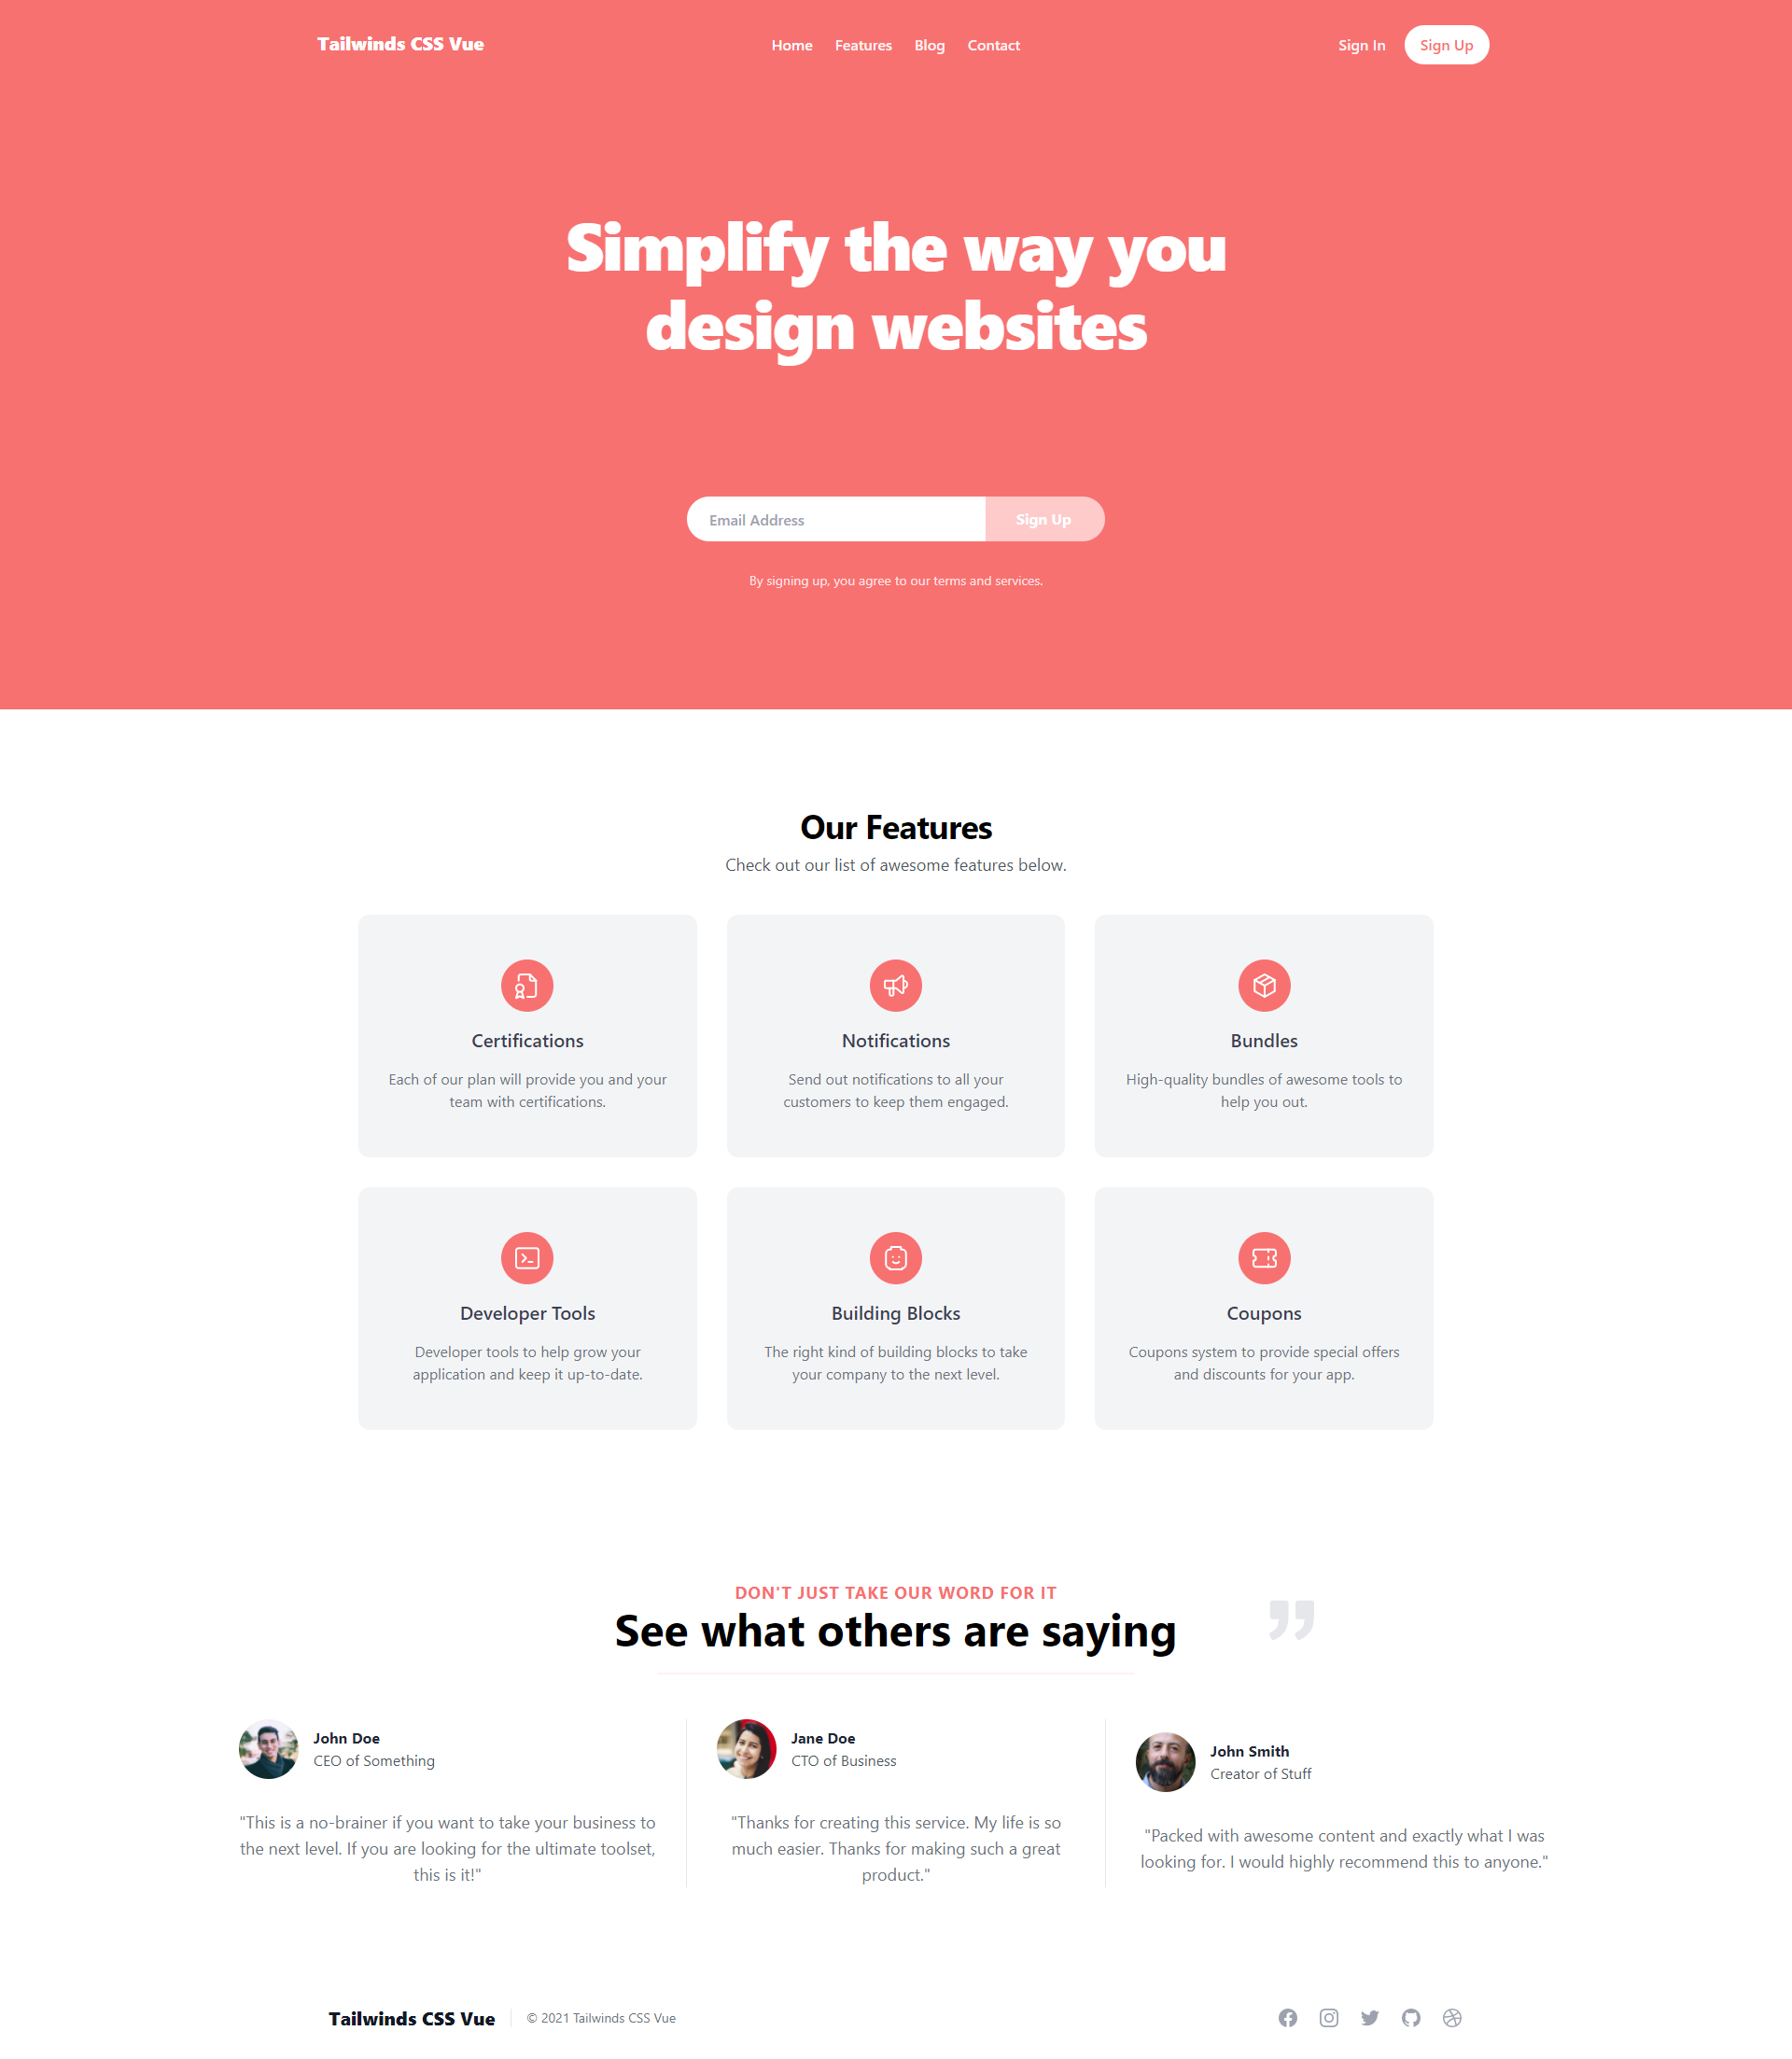 Tailwinds CSS Vue
Home Features Blog Contact
Sign In
Sign Up
Simplify the way you
design websites
Email Address
Sign Up
By signing up, you agree to our terms and services.
Our Features
Check out our list of awesome features below.
Certifications
Each of our plan will provide you and your
team with certifications.
Notifications
Send out notifications to all your
customers to keep them engaged.
Bundles
High-quality bundles of awesome tools to
help you out.
Developer Tools
Developer tools to help grow your
application and keep it up-to-date.
Building Blocks
The right kind of building blocks to take
your company to the next level.
Coupons
Coupons system to provide special offers
and discounts for your app.
DON'T JUST TAKE OUR WORD FOR IT
See what others are saying
John Doe
CEO of Something
"This is a no-brainer if you want to take your business to
the next level. If you are looking for the ultimate toolset,
this is it!"
Jane Doe
CTO of Business
"Thanks for creating this service. My life is so
much easier. Thanks for making such a great
product."
John Smith
Creator of Stuff
"Packed with awesome content and exactly what I was
looking for. I would highly recommend this to anyone."
Tailwinds CSS Vue
© 2021 Tailwinds CSS Vue